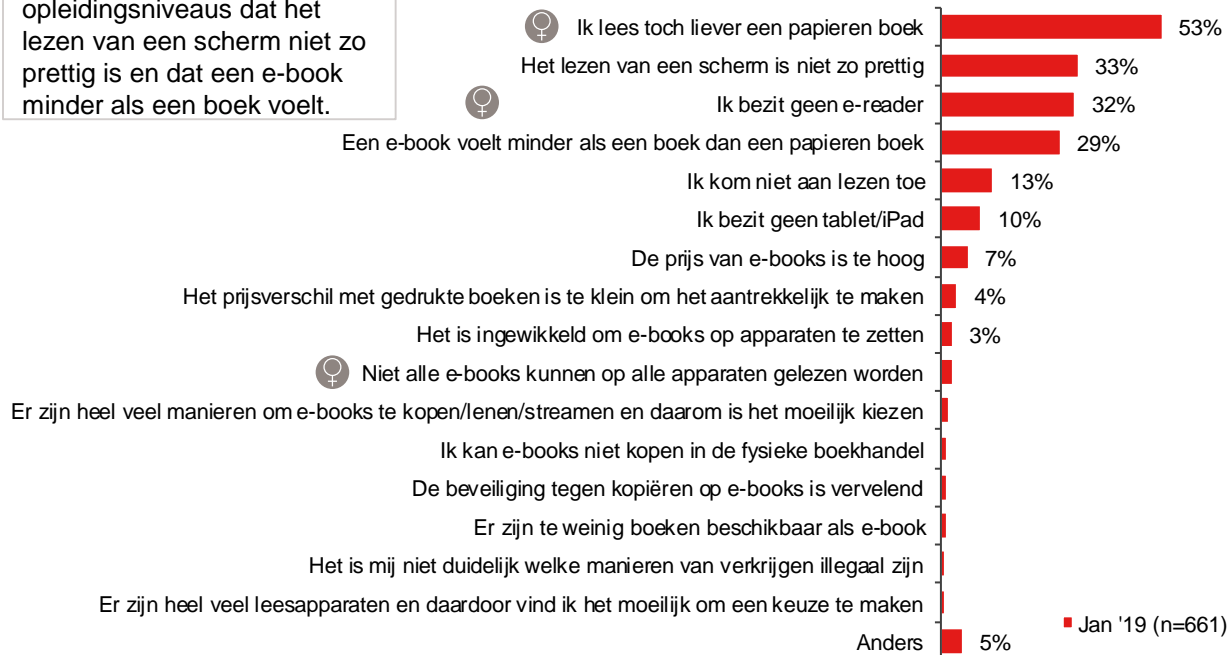 opleidingsniveaus dat het
lezen van een scherm niet zo
prettig is en dat een e-book
minder als een boek voelt.
Ik lees toch liever een papieren boek 53%
Het lezen van een scherm is niet zo prettig 33%
Ik bezit geen e-reader 32%
Een e-book voelt minder als een boek dan een papieren boek 29%
Ik kom niet aan lezen toe 13%
Ik bezit geen tablet/iPad 10%
De prijs van e-books is te hoog 7%
Het prijsverschil met gedrukte boeken is te klein om het aantrekkelijk te maken 4%
Het is ingewikkeld om e-books op apparaten te zetten 3%
Niet alle e-books kunnen op alle apparaten gelezen worden
Er zijn heel veel manieren om e-books te kopen/lenen/streamen en daarom is het moeilijk kiezen
Ik kan e-books niet kopen in de fysieke boekhandel
De beveiliging tegen kopiëren op e-books is vervelend
Er zijn te weinig boeken beschikbaar als e-book
Het is mij niet duidelijk welke manieren van verkrijgen illegaal zijn
Er zijn heel veel leesapparaten en daardoor vind ik het moeilijk om een keuze te maken
Anders 5%
Jan '19 (n=661)